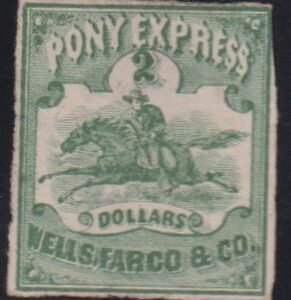 PONY EXPRESS
2
DOLLARS
WELLS, FARGO & CO.